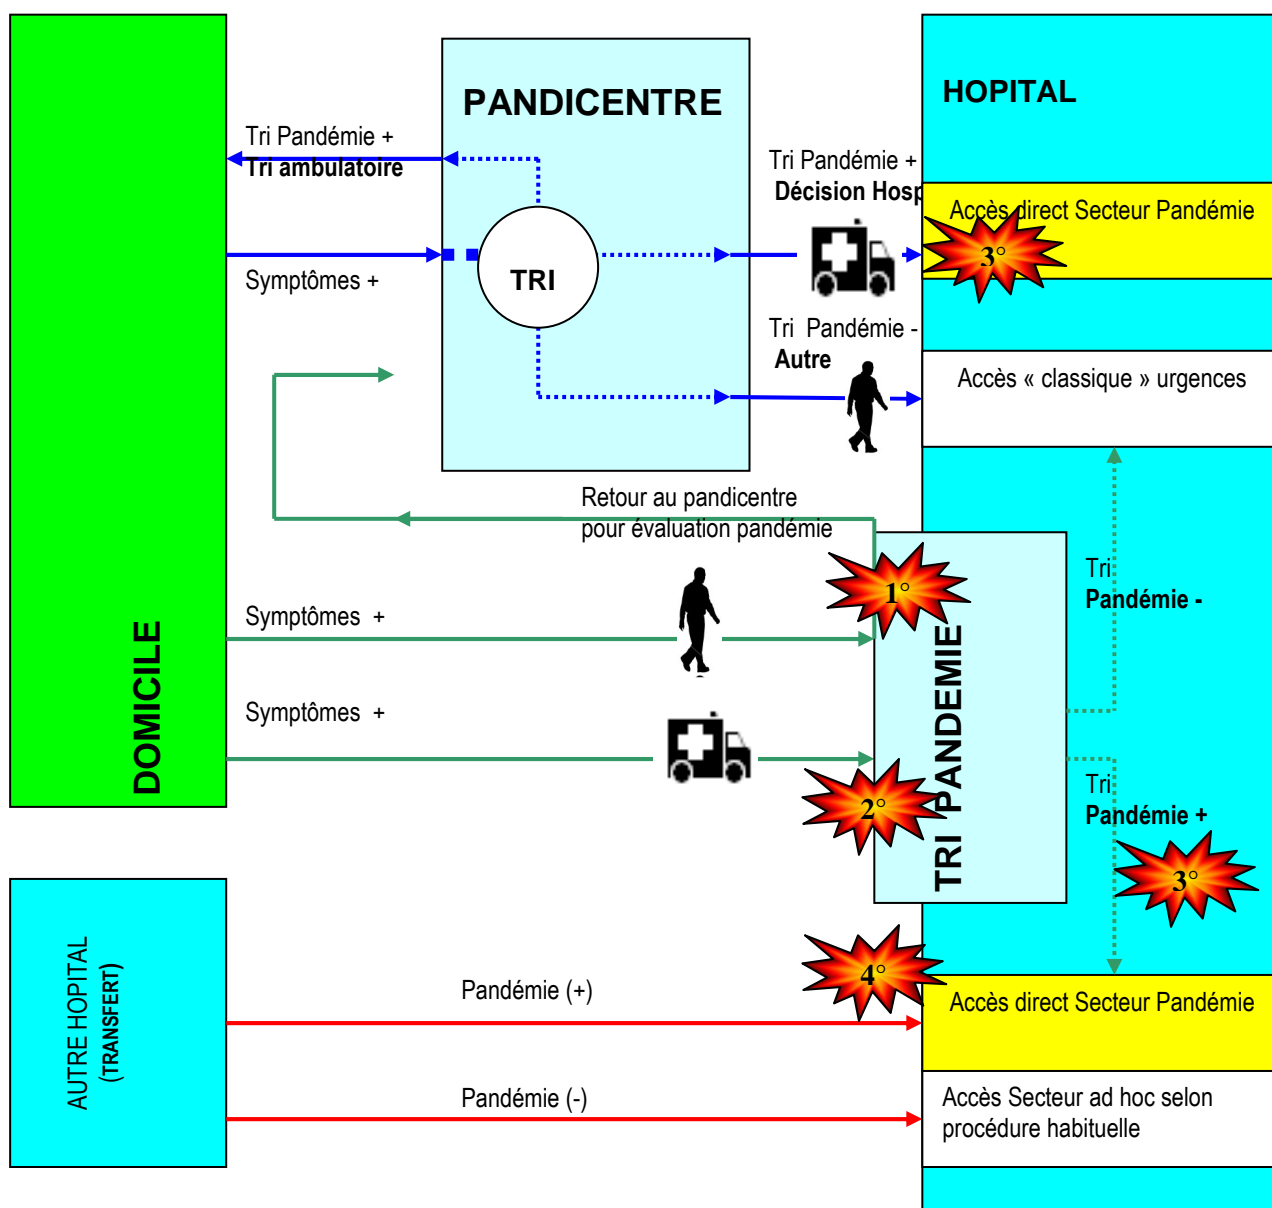 PANDICENTRE
HOPITAL
Tri Pandémie +
Tri ambulatoire
Tri Pandémie +
Décision Hosp
Accès direct Secteur Pandémie
3°
Symptômes +
TRI
Tri Pandémie -
Autre
Accès « classique » urgences
Retour au pandicentre
pour évaluation pandémie
1°
Tri
Pandémie -
Symptômes +
DOMICILE
Symptômes +
TRI PANDEMIE
2°
Tri
Pandémie +
3°
AUTRE HOPITAL
(TRANSFERT)
4°
Pandémie (+)
Accès direct Secteur Pandémie
Pandémie (-)
Accès Secteur ad hoc selon
procédure habituelle